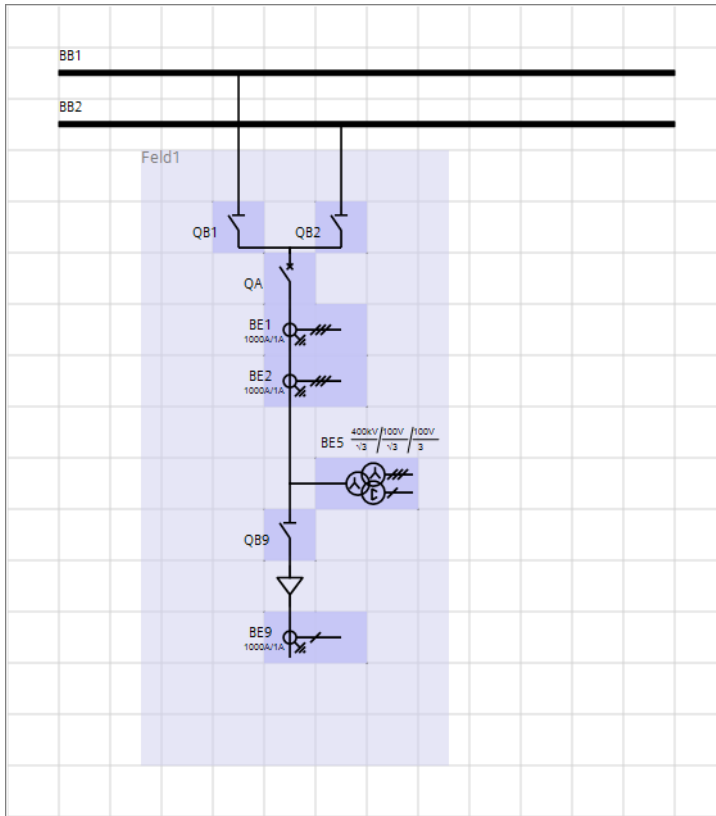 BB1
BB2
Feld1
QB1
QB2
QA
BE1
1000A/1A
BE2
1000A/1A
BE5 400kV/√3 / 100V/√3 / 100V/3
QB9
BE9
1000A/1A